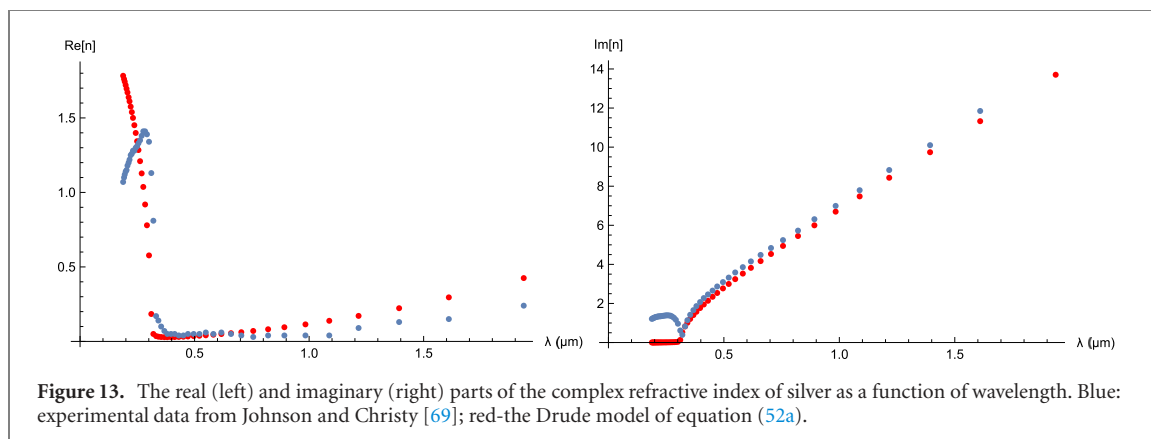 Re[n]
1.5
1.0
0.5
0.5
1.0
1.5
λ (μm)
Im[n]
14
12
10
8
6
4
2
0.5
1.0
1.5
λ (μm)
Figure 13. The real (left) and imaginary (right) parts of the complex refractive index of silver as a function of wavelength. Blue:
experimental data from Johnson and Christy [69]; red-the Drude model of equation (52a).